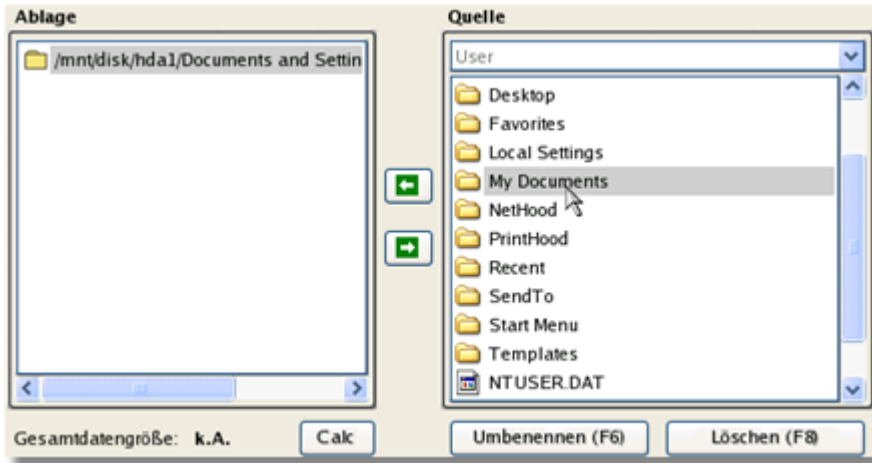 Ablage
/mnt/disk/hda1/Documents and Settin
Gesamtdatengröße: k.A.
Calc
Quelle
User
Desktop
Favorites
Local Settings
My Documents
NetHood
PrintHood
Recent
SendTo
Start Menu
Templates
NTUSER.DAT
Umbenennen (F6)
Löschen (F8)